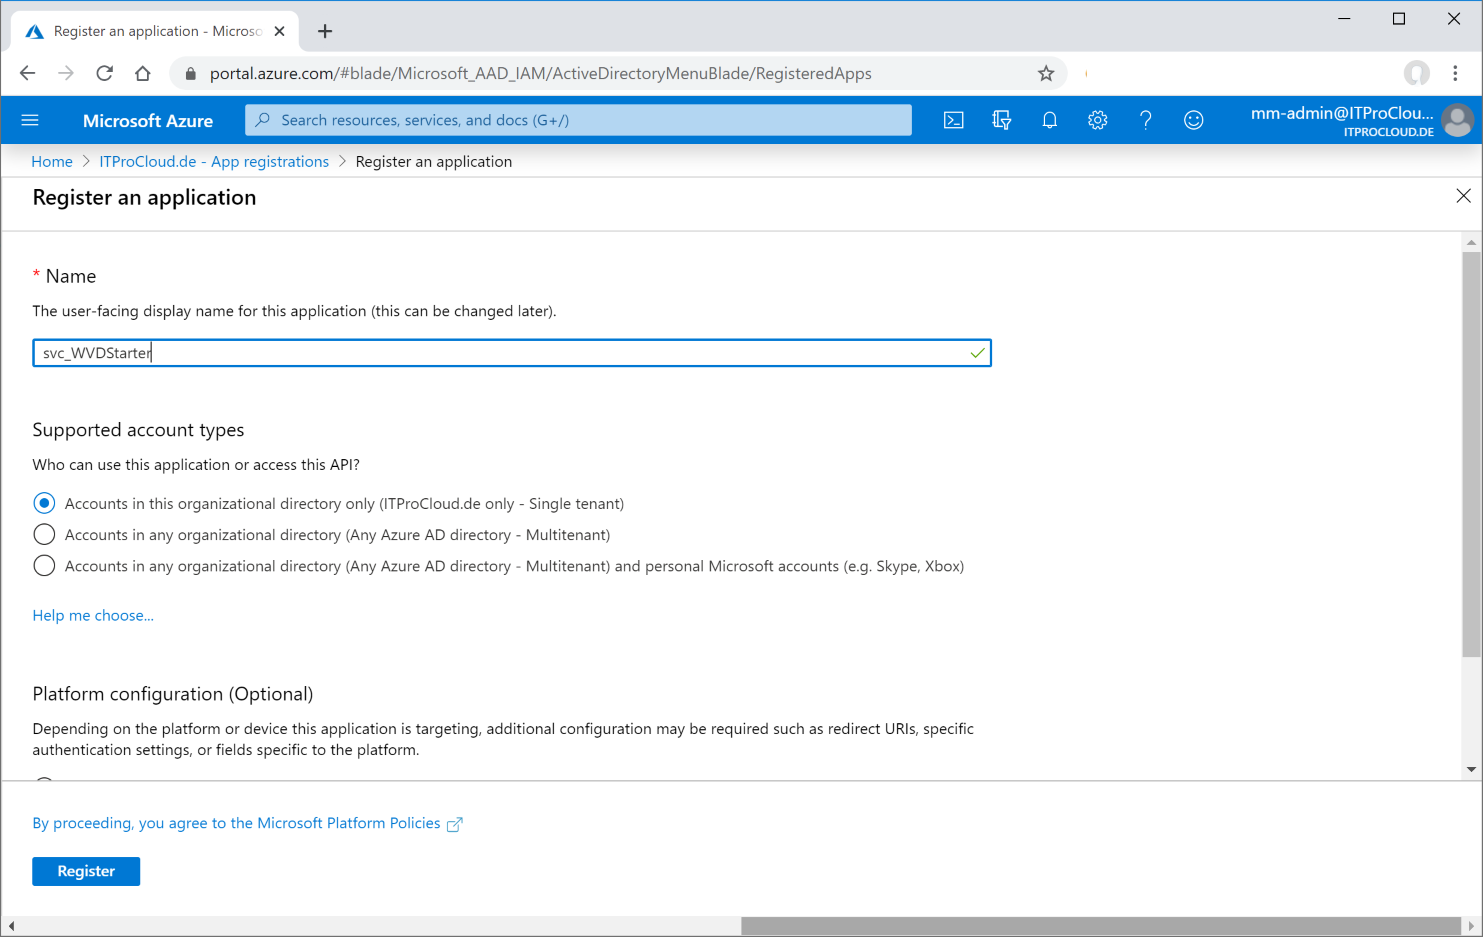 Register an application - Microso
portal.azure.com/#blade/Microsoft_AAD_IAM/ActiveDirectoryMenuBlade/RegisteredApps
Microsoft Azure
Search resources, services, and docs (G+/)
mm-admin@ITProClou...
ITPROCLOUD.DE
Home > ITProCloud.de - App registrations > Register an application
Register an application
* Name
The user-facing display name for this application (this can be changed later).
svc_WVDStarter
Supported account types
Who can use this application or access this API?
Accounts in this organizational directory only (ITProCloud.de only - Single tenant)
Accounts in any organizational directory (Any Azure AD directory - Multitenant)
Accounts in any organizational directory (Any Azure AD directory - Multitenant) and personal Microsoft accounts (e.g. Skype, Xbox)
Help me choose...
Platform configuration (Optional)
Depending on the platform or device this application is targeting, additional configuration may be required such as redirect URIs, specific
authentication settings, or fields specific to the platform.
By proceeding, you agree to the Microsoft Platform Policies
Register